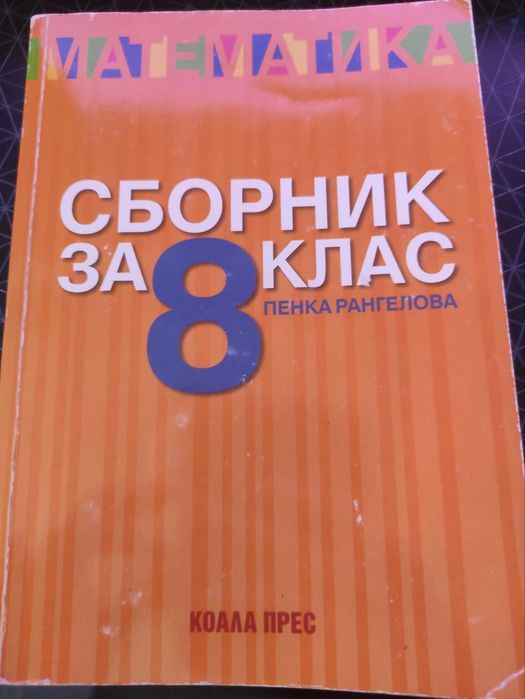 МАТЕМАТИКА
СБОРНИК
ЗА 8 КЛАС
ПЕНКА РАНГЕЛОВА
КОАЛА ПРЕС